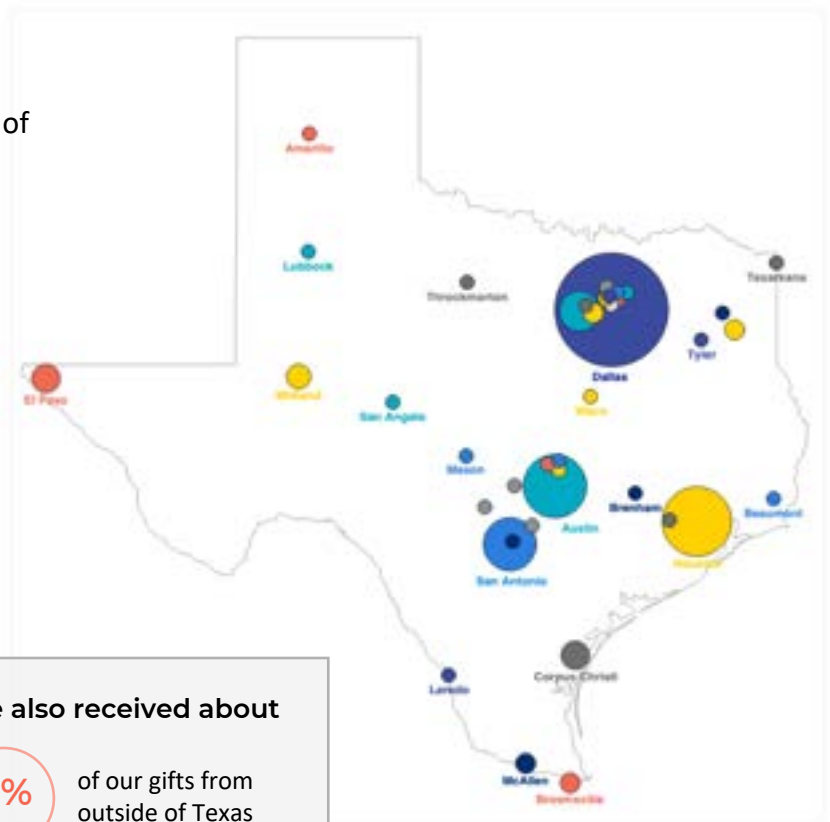 of
Amarillo
Lubbock
Throckmorton
Texarkana
Tyler
Dallas
El Paso
Midland
San Angelo
Waco
Mason
Brenham
Beaumont
Austin
Houston
San Antonio
Corpus Christi
Laredo
McAllen
Brownsville
e also received about
%
of our gifts from
outside of Texas